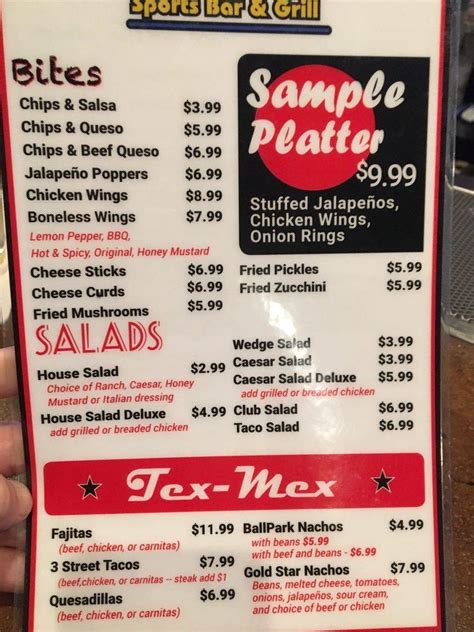 Sports Bar & Grill
Bites
Chips & Salsa $3.99
Chips & Queso $5.99
Chips & Beef Queso $6.99
Jalapeño Poppers $6.99
Chicken Wings $8.99
Boneless Wings $7.99
Lemon Pepper, BBQ,
Hot & Spicy, Original, Honey Mustard
Cheese Sticks $6.99
Cheese Curds $6.99
Fried Mushrooms $5.99
Sample
Platter
$9.99
Stuffed Jalapeños,
Chicken Wings,
Onion Rings
Fried Pickles $5.99
Fried Zucchini $5.99
SALADS
House Salad $2.99
Choice of Ranch, Caesar, Honey
Mustard or Italian dressing
House Salad Deluxe $4.99
add grilled or breaded chicken
Wedge Salad $3.99
Caesar Salad $3.99
Caesar Salad Deluxe $5.99
add grilled or breaded chicken
Club Salad $6.99
Taco Salad $6.99
Tex-Mex
Fajitas $11.99
(beef, chicken, or carnitas)
3 Street Tacos $7.99
(beef,chicken, or carnitas -- steak add $1
Quesadillas $6.99
(beef, chicken, or carnitas)
BallPark Nachos $4.99
with beans $5.99
with beef and beans - $6.99
Gold Star Nachos $7.99
Beans, melted cheese, tomatoes,
onions, jalapeños, sour cream,
and choice of beef or chicken